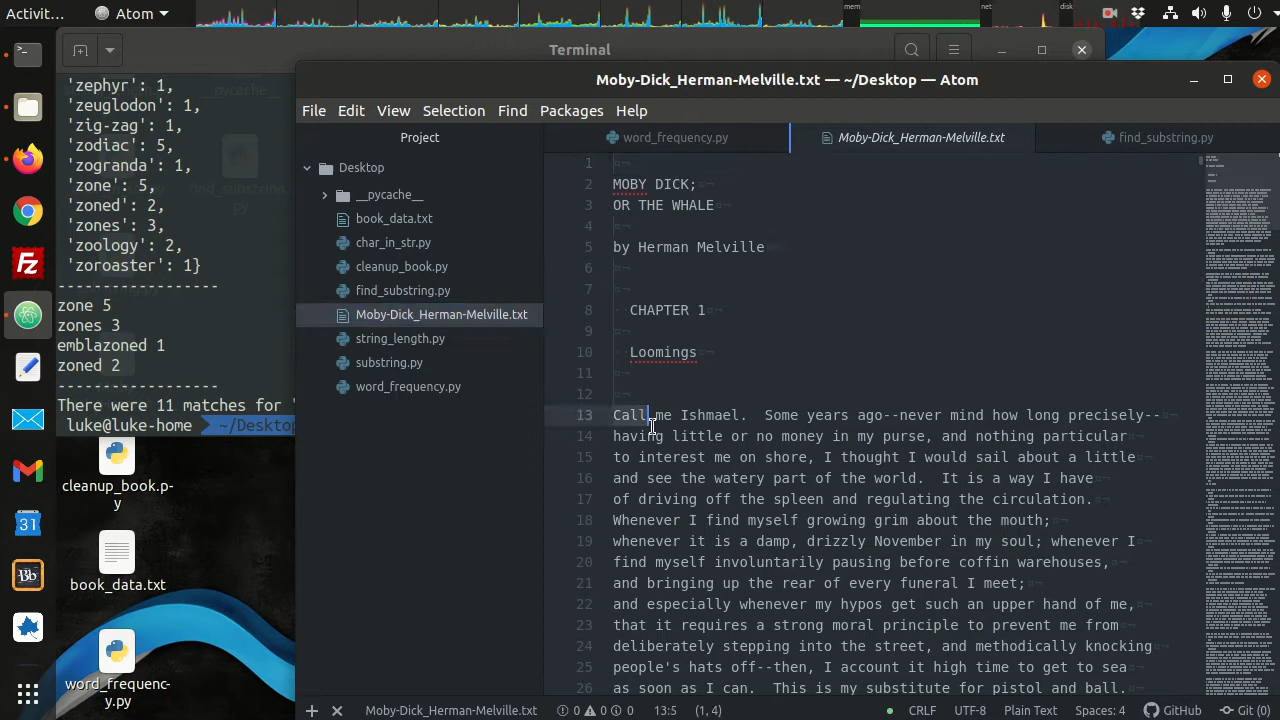 Activit... Atom
mem net disk
Terminal
'zephyr': 1,
'zeuglodon': 1,
'zig-zag': 1,
'zodiac': 5,
'zogranda': 1,
'zone': 5,
'zoned': 2,
'zones': 3,
'zoology': 2,
'zoroaster': 1}
------------------
zone 5
zones 3
emblazoned 1
zoned 2
------------------
There were 11 matches for '
luke@luke-home ~/Desktop
cleanup_book.p-
y
book_data.txt
word_frequenc-
y.py
Moby-Dick_Herman-Melville.txt — ~/Desktop — Atom
File Edit View Selection Find Packages Help
Project
word_frequency.py Moby-Dick_Herman-Melville.txt find_substring.py
Desktop
__pycache__
book_data.txt
char_in_str.py
cleanup_book.py
find_substring.py
Moby-Dick_Herman-Melville.txt
string_length.py
substring.py
word_frequency.py
1
2 MOBY DICK;
3 OR THE WHALE
4
5 by Herman Melville
6
7
8 CHAPTER 1
9
10 Loomings
11
12
13 Call me Ishmael.  Some years ago--never mind how long precisely--
14 having little or no money in my purse, and nothing particular
15 to interest me on shore, I thought I would sail about a little
16 and see the watery part of the world.  It is a way I have
17 of driving off the spleen and regulating the circulation.
18 Whenever I find myself growing grim about the mouth;
19 whenever it is a damp, drizzly November in my soul; whenever I
20 find myself involuntarily pausing before coffin warehouses,
21 and bringing up the rear of every funeral I meet;
22 and especially whenever my hypos get such an upper hand of me,
23 that it requires a strong moral principle to prevent me from
24 deliberately stepping into the street, and methodically knocking
25 people's hats off--then, I account it high time to get to sea
26 as soon as I can.  This is my substitute for pistol and ball.
Moby-Dick_Herman-Melville.txt 0 0 0 13:5 (1, 4) CRLF UTF-8 Plain Text Spaces: 4 GitHub Git (0)